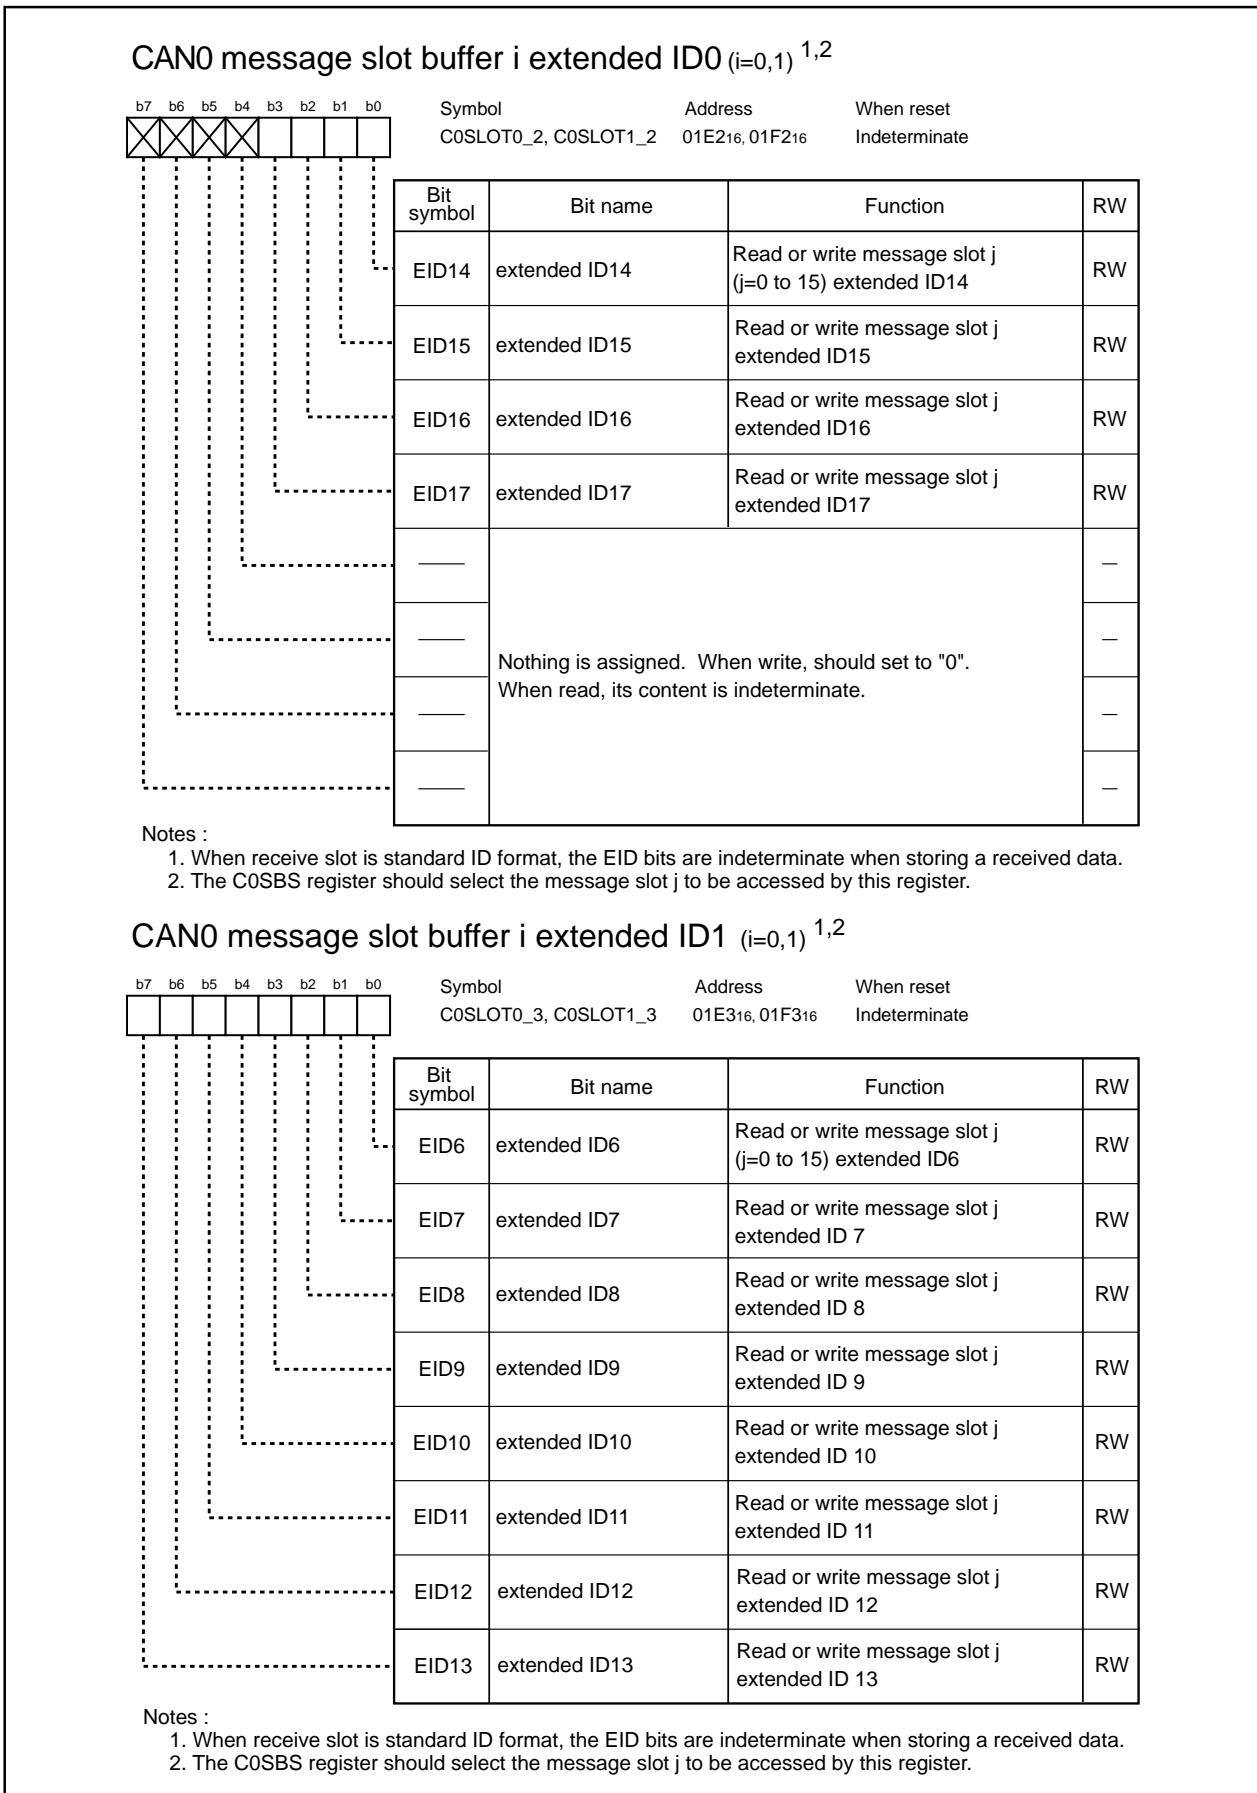 CAN0 message slot buffer i extended ID0 (i=0,1) 1,2
b7 b6 b5 b4 b3 b2 b1 b0
Symbol Address When reset
C0SLOT0_2, C0SLOT1_2 01E216, 01F216 Indeterminate
Bit symbol Bit name Function RW
EID14 extended ID14 Read or write message slot j
(j=0 to 15) extended ID14 RW
EID15 extended ID15 Read or write message slot j
extended ID15 RW
EID16 extended ID16 Read or write message slot j
extended ID16 RW
EID17 extended ID17 Read or write message slot j
extended ID17 RW
Nothing is assigned. When write, should set to "0".
When read, its content is indeterminate.
Notes :
1. When receive slot is standard ID format, the EID bits are indeterminate when storing a received data.
2. The C0SBS register should select the message slot j to be accessed by this register.
CAN0 message slot buffer i extended ID1 (i=0,1) 1,2
b7 b6 b5 b4 b3 b2 b1 b0
Symbol Address When reset
C0SLOT0_3, C0SLOT1_3 01E316, 01F316 Indeterminate
Bit symbol Bit name Function RW
EID6 extended ID6 Read or write message slot j
(j=0 to 15) extended ID6 RW
EID7 extended ID7 Read or write message slot j
extended ID 7 RW
EID8 extended ID8 Read or write message slot j
extended ID 8 RW
EID9 extended ID9 Read or write message slot j
extended ID 9 RW
EID10 extended ID10 Read or write message slot j
extended ID 10 RW
EID11 extended ID11 Read or write message slot j
extended ID 11 RW
EID12 extended ID12 Read or write message slot j
extended ID 12 RW
EID13 extended ID13 Read or write message slot j
extended ID 13 RW
Notes :
1. When receive slot is standard ID format, the EID bits are indeterminate when storing a received data.
2. The C0SBS register should select the message slot j to be accessed by this register.